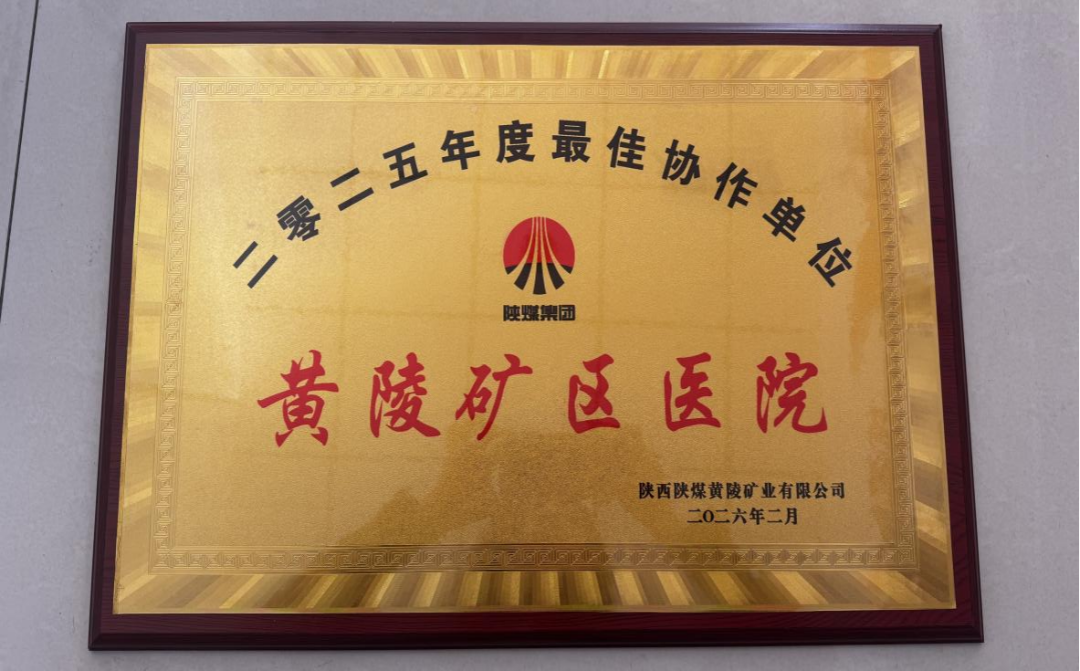 二零二五年度最佳协作单位
陕煤集团
黄陵矿区医院
陕西陕煤黄陵矿业有限公司
二〇二六年二月